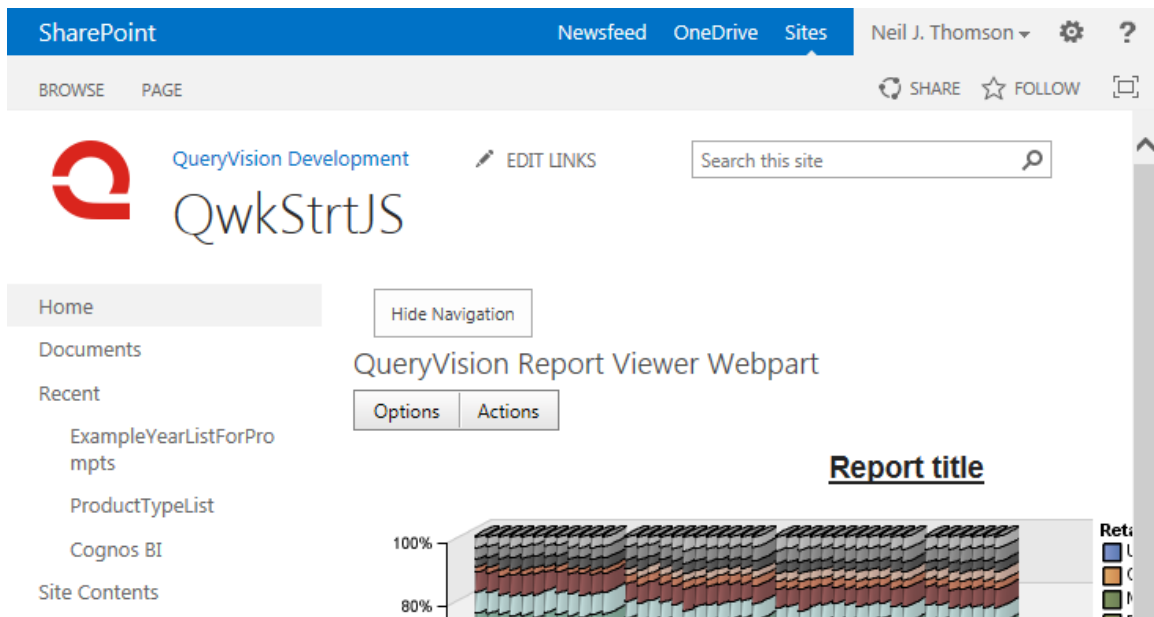 SharePoint Newsfeed OneDrive Sites Neil J. Thomson ?
BROWSE PAGE SHARE FOLLOW
QueryVision Development EDIT LINKS Search this site
QwkStrtJS
Home
Documents
Recent
ExampleYearListForPro
mpts
ProductTypeList
Cognos BI
Site Contents
Hide Navigation
QueryVision Report Viewer Webpart
Options Actions
Report title
100%
80%